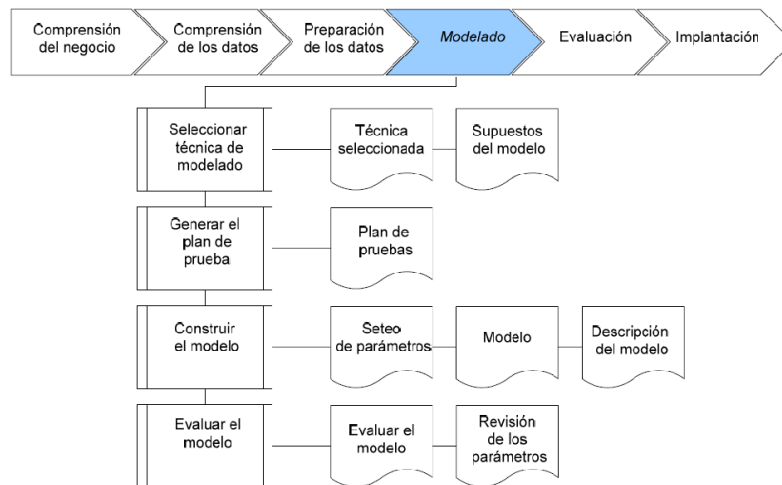 Comprensión
del negocio
Comprensión
de los datos
Preparación
de los datos
Modelado
Evaluación
Implantación
Seleccionar
técnica de
modelado
Técnica
seleccionada
Supuestos
del modelo
Generar el
plan de
prueba
Plan de
pruebas
Construir
el modelo
Seteo
de parámetros
Modelo
Descripción
del modelo
Evaluar el
modelo
Evaluar el
modelo
Revisión
de los
parámetros